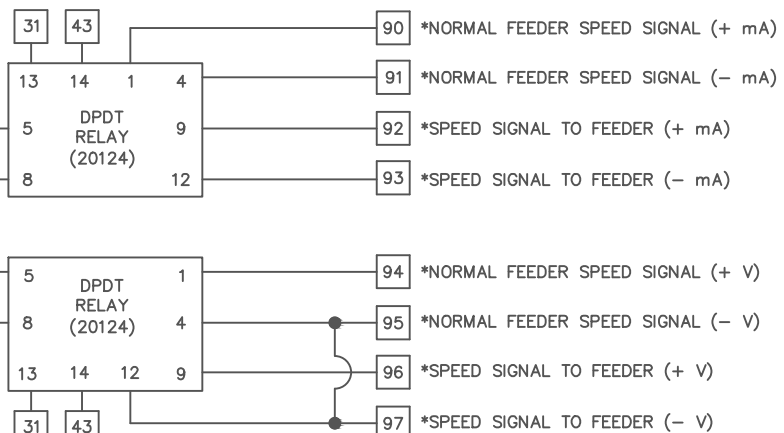 31 43 90 *NORMAL FEEDER SPEED SIGNAL (+ mA)
13 14 1 4 91 *NORMAL FEEDER SPEED SIGNAL (− mA)
DPDT
5 9 92 *SPEED SIGNAL TO FEEDER (+ mA)
RELAY
(20124)
8 12 93 *SPEED SIGNAL TO FEEDER (− mA)
5 1 94 *NORMAL FEEDER SPEED SIGNAL (+ V)
DPDT
RELAY
8 (20124) 4 95 *NORMAL FEEDER SPEED SIGNAL (− V)
13 14 12 9 96 *SPEED SIGNAL TO FEEDER (+ V)
31 43 97 *SPEED SIGNAL TO FEEDER (− V)